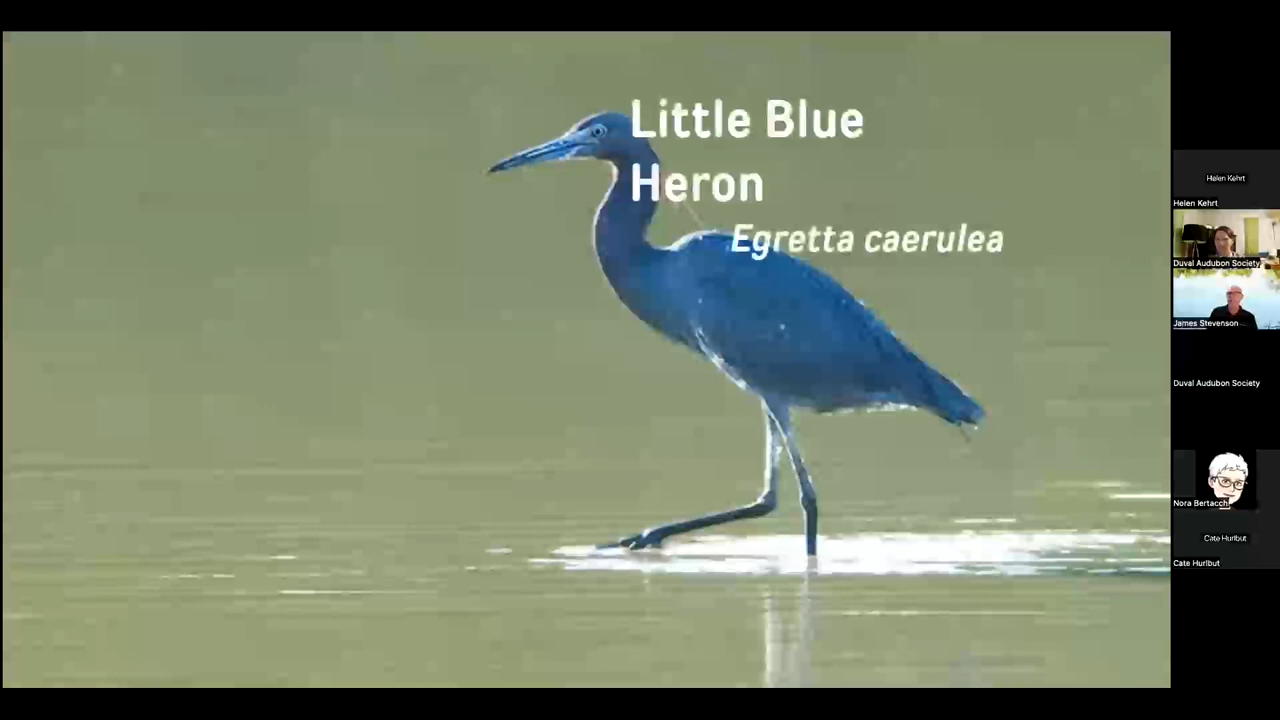 Little Blue
Heron
Egretta caerulea
Helen Kehrt
Helen Kehrt
Duval Audubon Society
James Stevenson
Duval Audubon Society
Nora Bertacchi
Cate Hurlbut
Cate Hurlbut